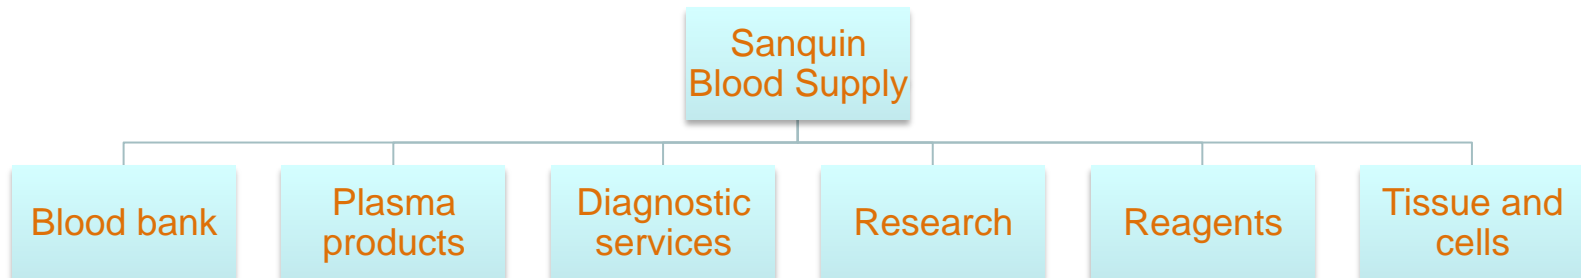 Sanquin
Blood Supply
Blood bank
Plasma
products
Diagnostic
services
Research
Reagents
Tissue and
cells